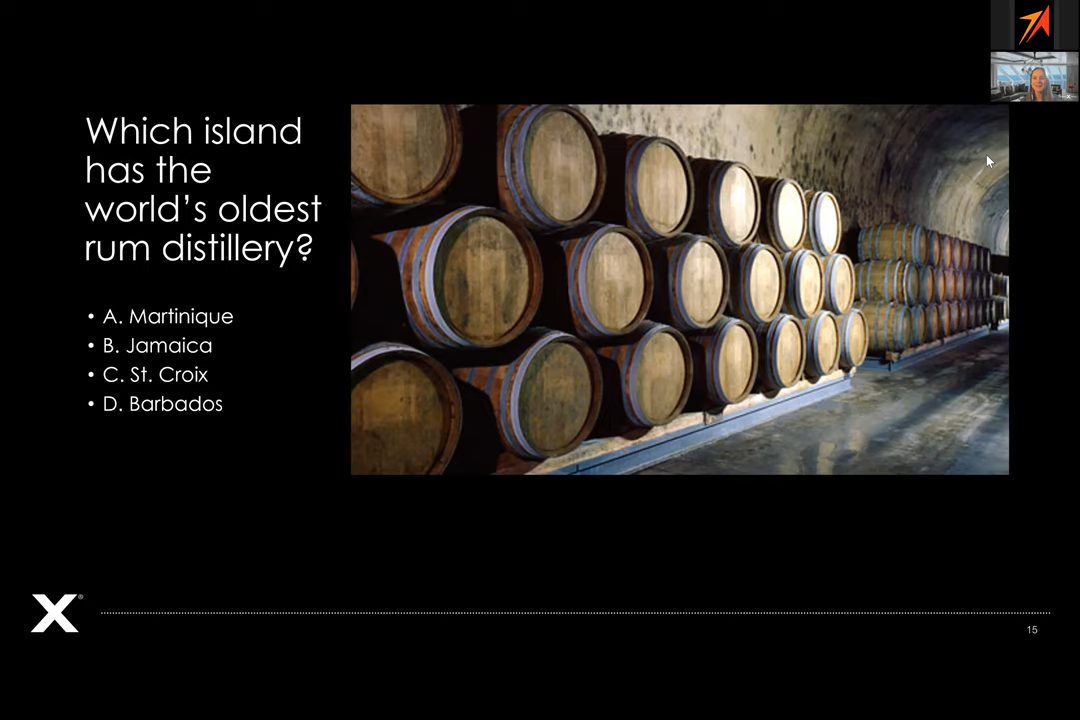 Which island
has the
world's oldest
rum distillery?
• A. Martinique
• B. Jamaica
• C. St. Croix
• D. Barbados
X®
15